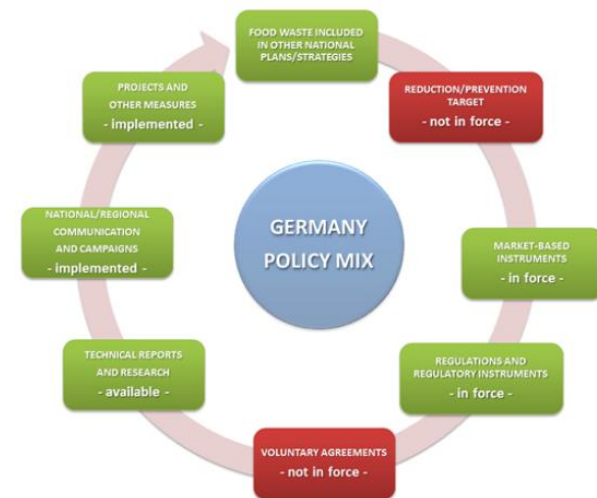 FOOD WASTE INCLUDED
IN OTHER NATIONAL
PLANS/STRATEGIES
REDUCTION/PREVENTION
TARGET
- not in force -
MARKET-BASED
INSTRUMENTS
- in force -
REGULATIONS AND
REGULATORY INSTRUMENTS
- in force -
VOLUNTARY AGREEMENTS
- not in force -
TECHNICAL REPORTS
AND RESEARCH
- available -
NATIONAL/REGIONAL
COMMUNICATION
AND CAMPAIGNS
- implemented -
PROJECTS AND
OTHER MEASURES
- implemented -
GERMANY
POLICY MIX